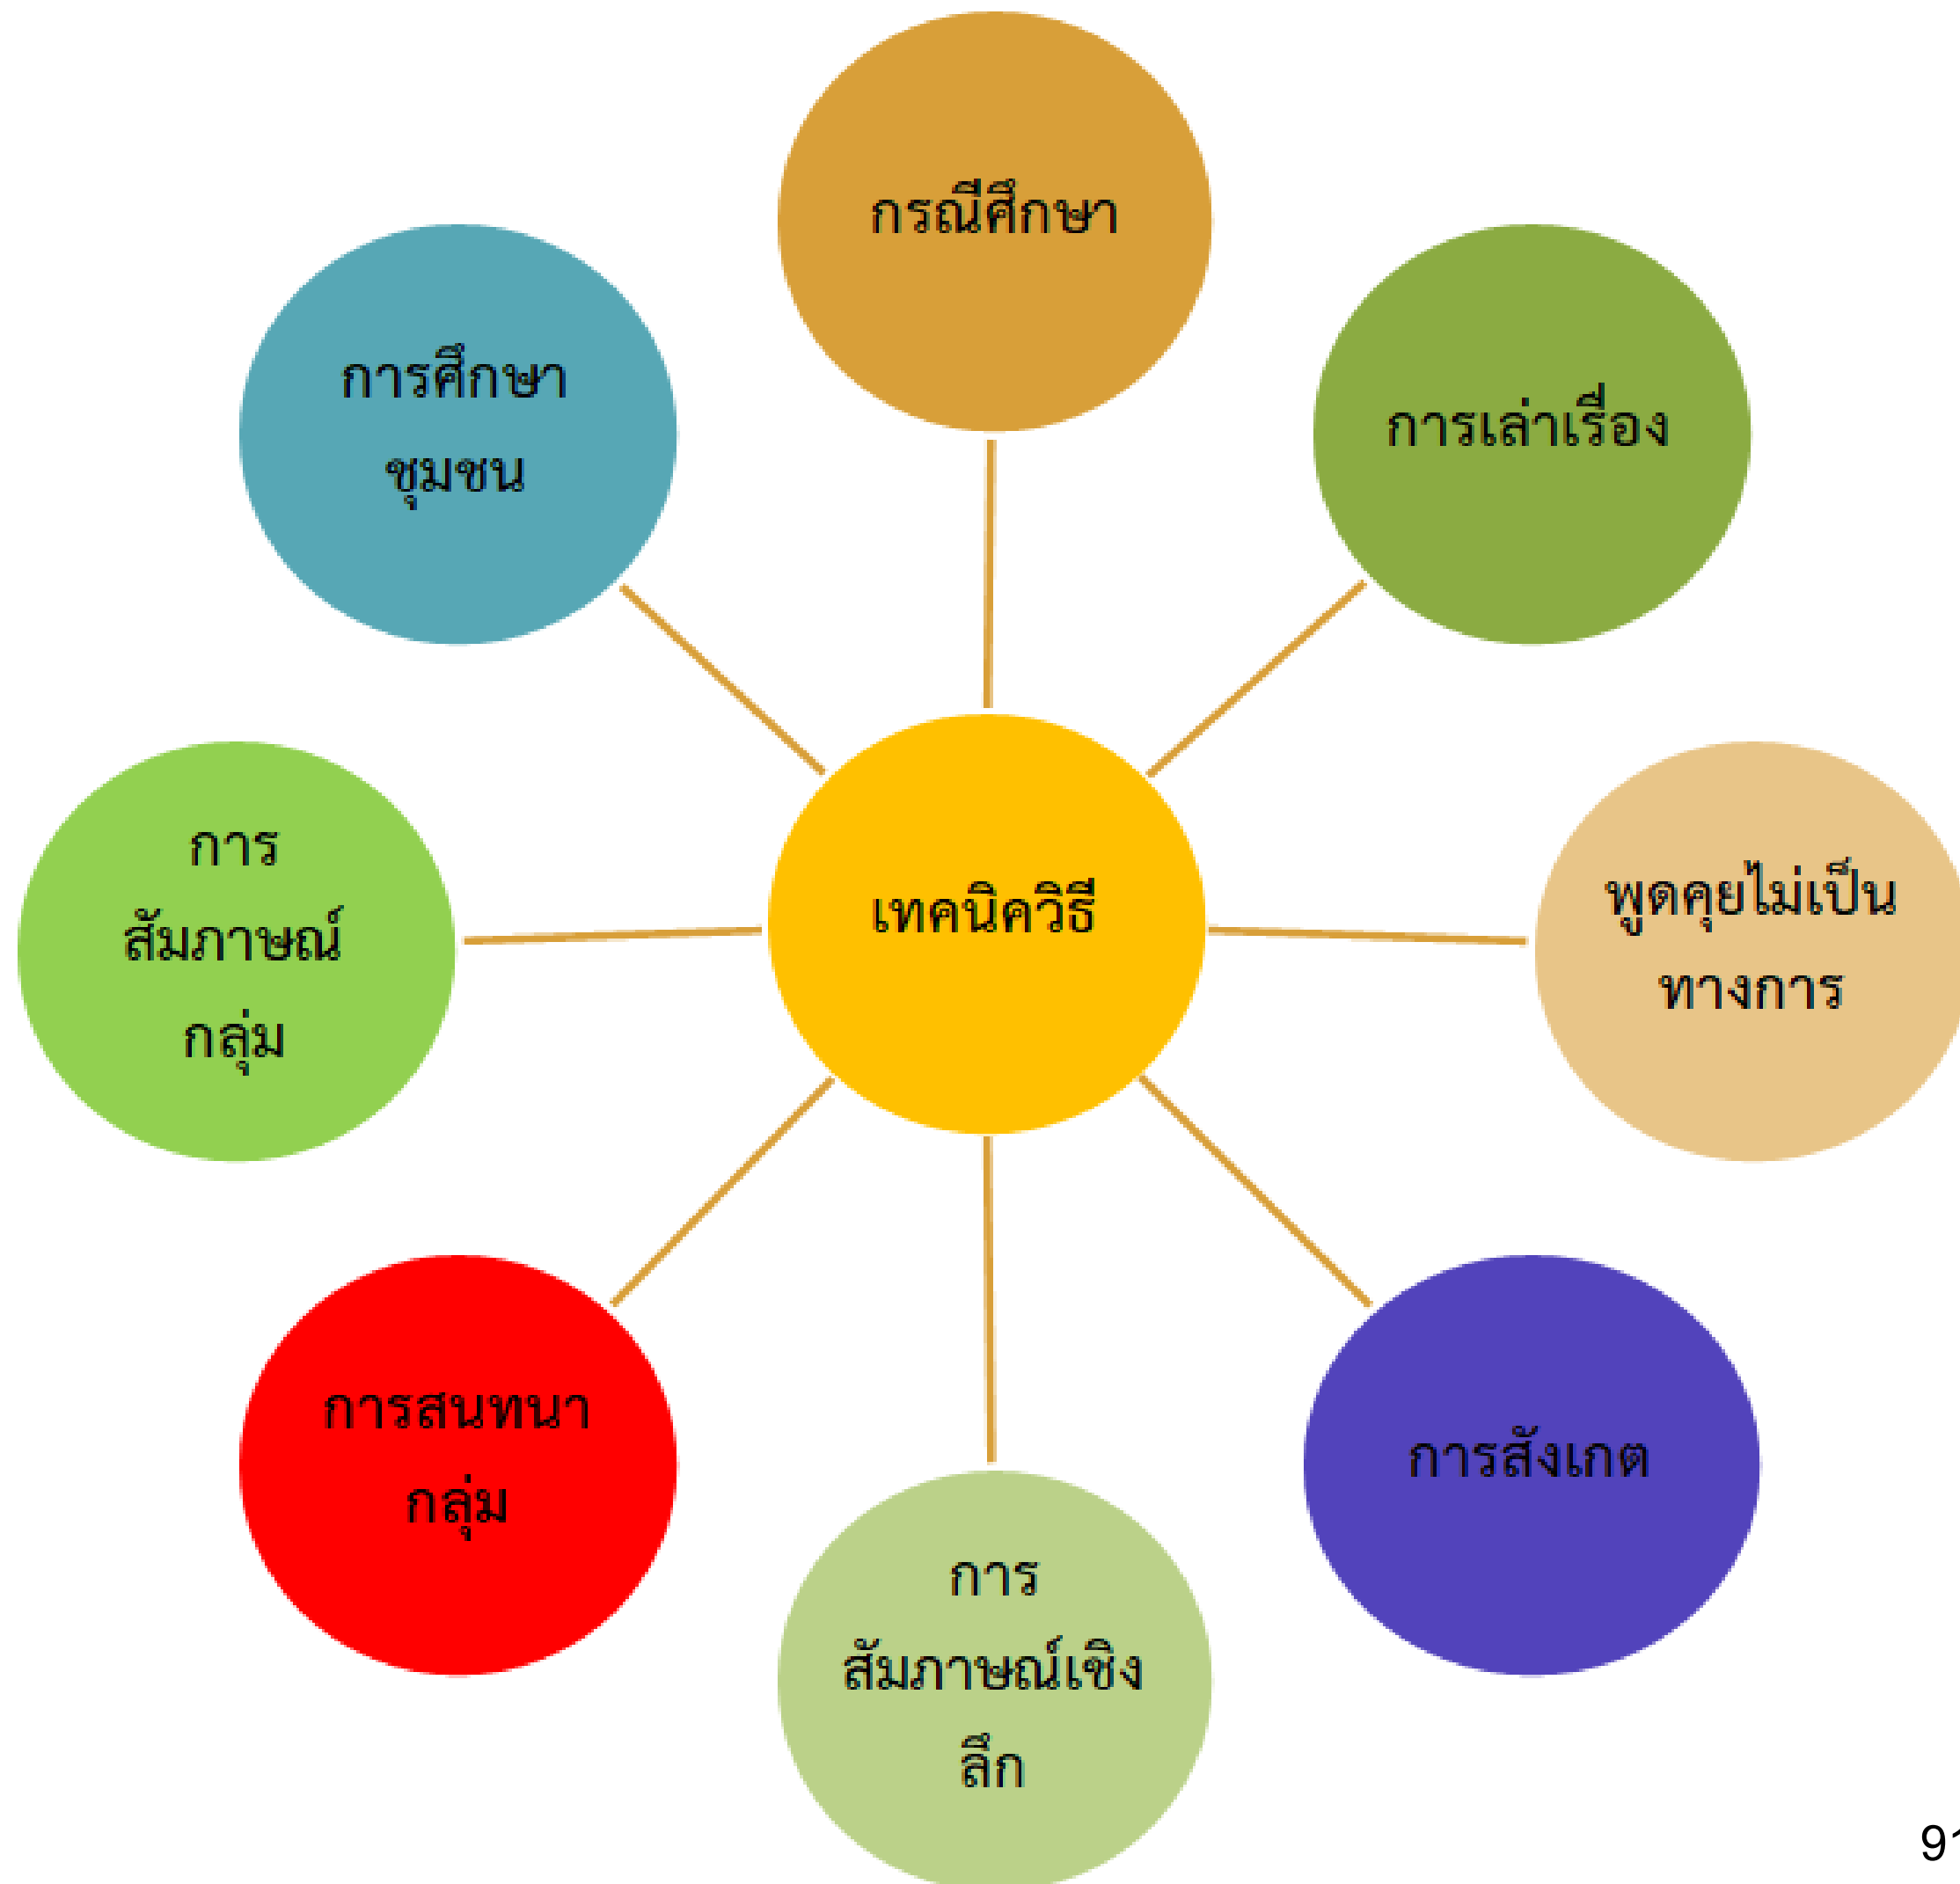 กรณีศึกษา
การเล่าเรื่อง
พูดคุยไม่เป็น
ทางการ
การสังเกต
การ
สัมภาษณ์เชิง
ลึก
การสนทนา
กลุ่ม
การ
สัมภาษณ์
กลุ่ม
การศึกษา
ชุมชน
เทคนิควิธี
91